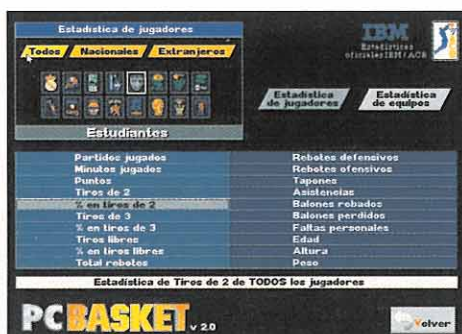 Estadística de jugadores
Todos Nacionales Extranjeros
IBM
Estadísticas
oficiales IBM / ACB
Estadística de jugadores
Estadística de equipos
Estudiantes
Partidos jugados
Minutos jugados
Puntos
Tiros de 2
% en tiros de 2
Tiros de 3
% en tiros de 3
Tiros libres
% en tiros libres
Total rebotes
Rebotes defensivos
Rebotes ofensivos
Tapones
Asistencias
Balones robados
Balones perdidos
Faltas personales
Edad
Altura
Peso
Estadística de Tiros de 2 de TODOS los jugadores
PC BASKET v 2.0
Volver